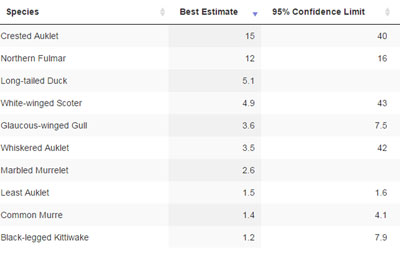 Species Best Estimate 95% Confidence Limit
Crested Auklet 15 40
Northern Fulmar 12 16
Long-tailed Duck 5.1
White-winged Scoter 4.9 43
Glaucous-winged Gull 3.6 7.5
Whiskered Auklet 3.5 42
Marbled Murrelet 2.6
Least Auklet 1.5 1.6
Common Murre 1.4 4.1
Black-legged Kittiwake 1.2 7.9